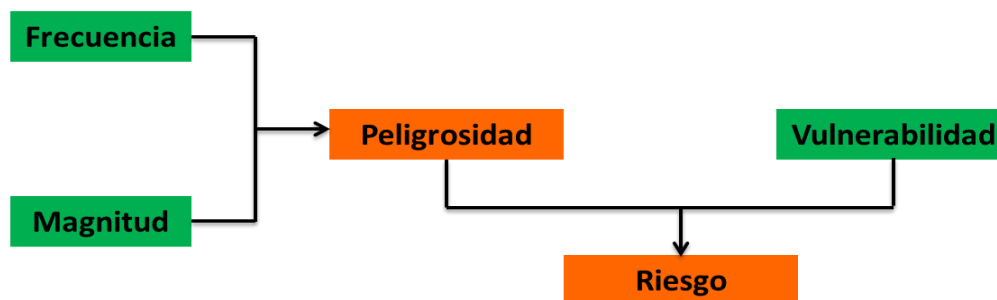 Frecuencia
Peligrosidad
Vulnerabilidad
Magnitud
Riesgo